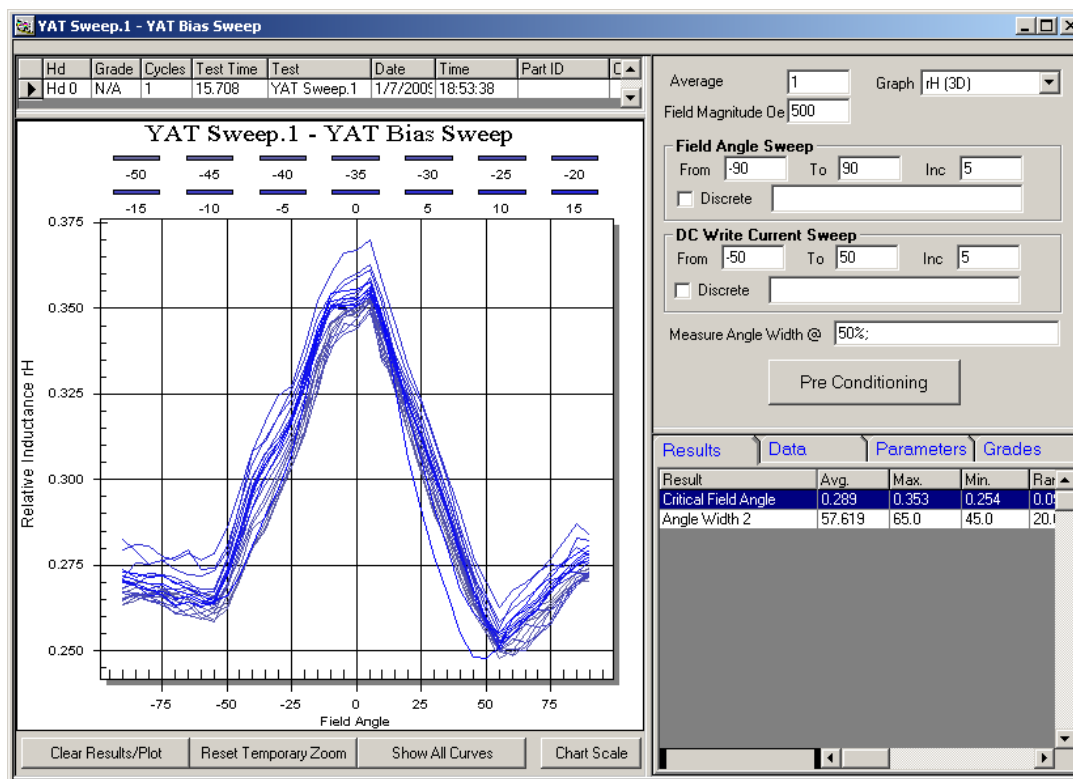 YAT Sweep.1 - YAT Bias Sweep
Hd Grade Cycles Test Time Test Date Time Part ID
Hd 0 N/A 1 15.708 YAT Sweep.1 1/7/2009 18:53:38
YAT Sweep.1 - YAT Bias Sweep
-50 -45 -40 -35 -30 -25 -20
-15 -10 -5 0 5 10 15
0.375
0.350
0.325
0.300
0.275
0.250
Relative Inductance rH
-75 -50 -25 0 25 50 75
Field Angle
Clear Results/Plot Reset Temporary Zoom Show All Curves Chart Scale
Average 1 Graph rH (3D)
Field Magnitude Oe 500
Field Angle Sweep
From -90 To 90 Inc 5
Discrete
DC Write Current Sweep
From -50 To 50 Inc 5
Discrete
Measure Angle Width @ 50%;
Pre Conditioning
Results Data Parameters Grades
Result Avg. Max. Min.
Critical Field Angle 0.289 0.353 0.254
Angle Width 2 57.619 65.0 45.0